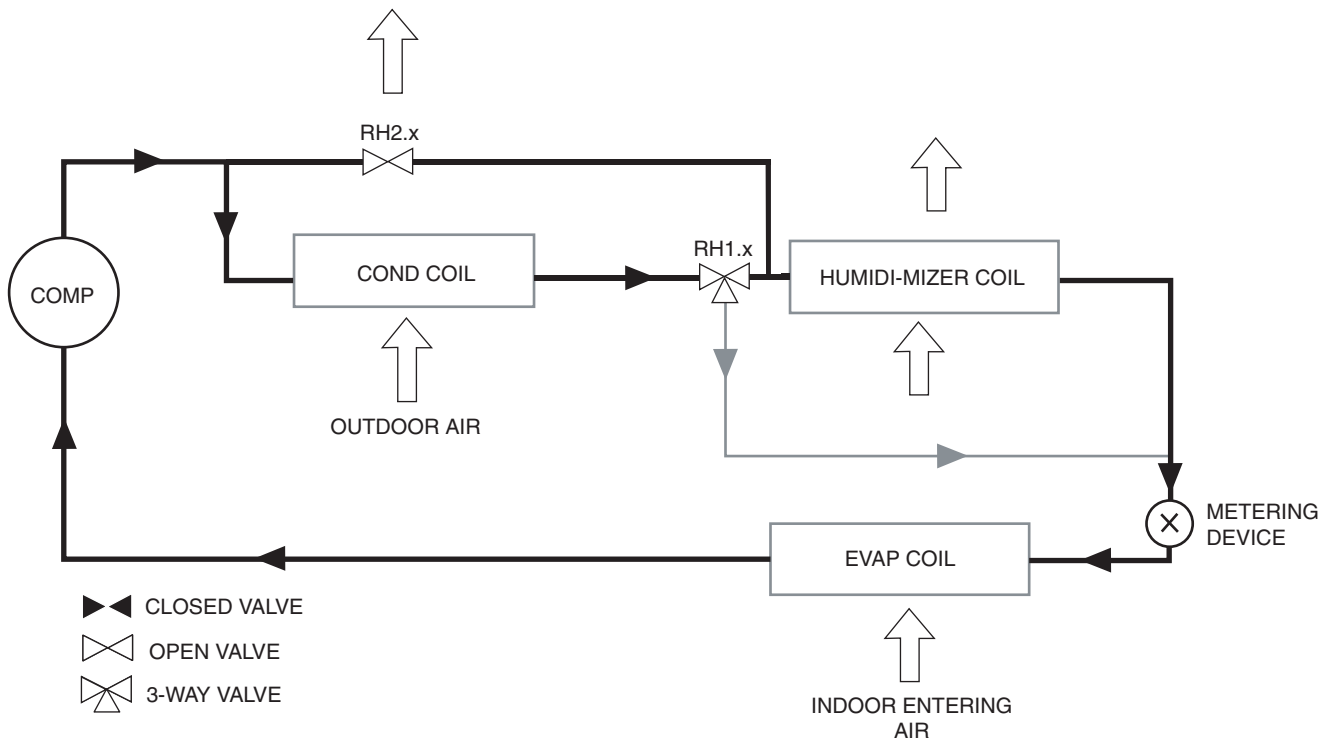 RH2.x
RH1.x
COND COIL
HUMIDI-MIZER COIL
COMP
OUTDOOR AIR
METERING
DEVICE
EVAP COIL
CLOSED VALVE
OPEN VALVE
3-WAY VALVE
INDOOR ENTERING
AIR